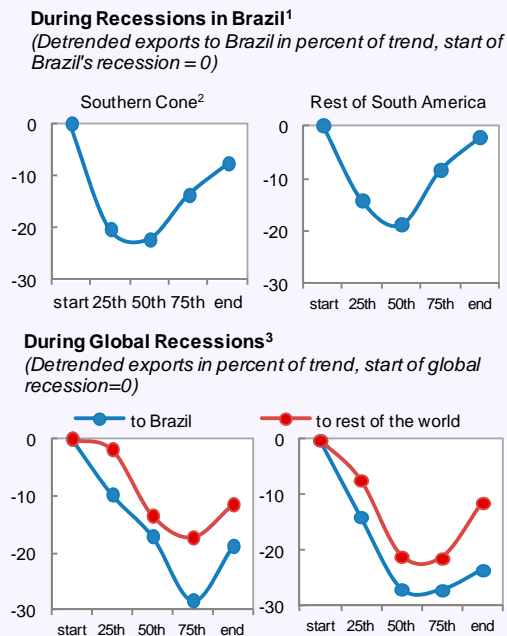 During Recessions in Brazil¹
(Detrended exports to Brazil in percent of trend, start of
Brazil's recession = 0)
Southern Cone²
Rest of South America
0
-10
-20
-30
start 25th 50th 75th end
0
-10
-20
-30
start 25th 50th 75th end
During Global Recessions³
(Detrended exports in percent of trend, start of global
recession=0)
to Brazil
to rest of the world
0
-10
-20
-30
start 25th 50th 75th end
0
-10
-20
-30
start 25th 50th 75th end